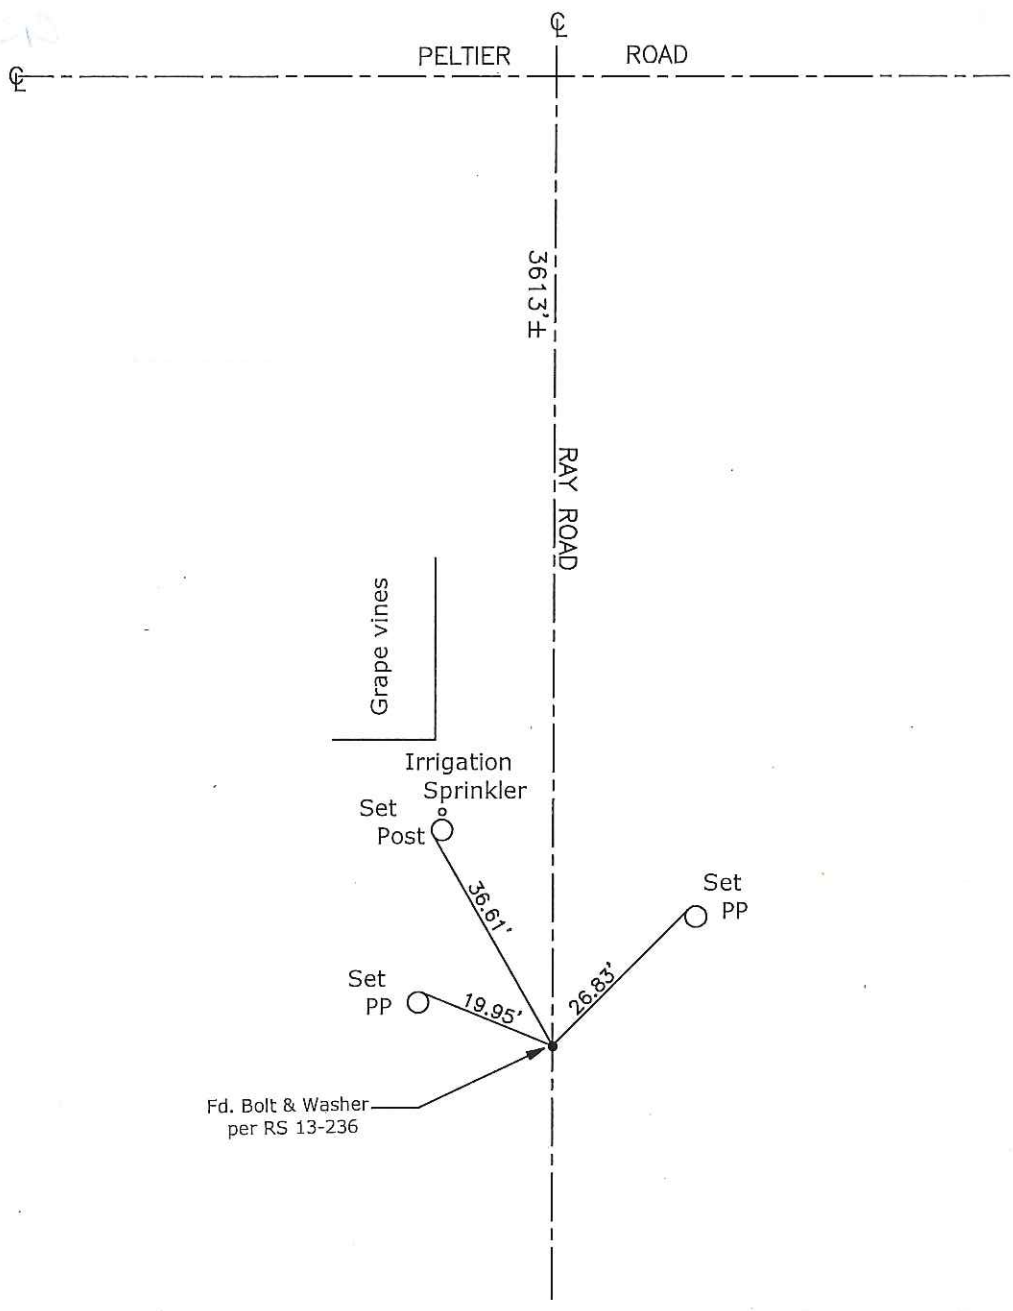 ℄
PELTIER ROAD
℄
3613'±
RAY ROAD
Grape vines
Irrigation
Sprinkler
Set
Post
36.61'
Set
PP
26.83'
Set
PP
19.95'
Fd. Bolt & Washer
per RS 13-236